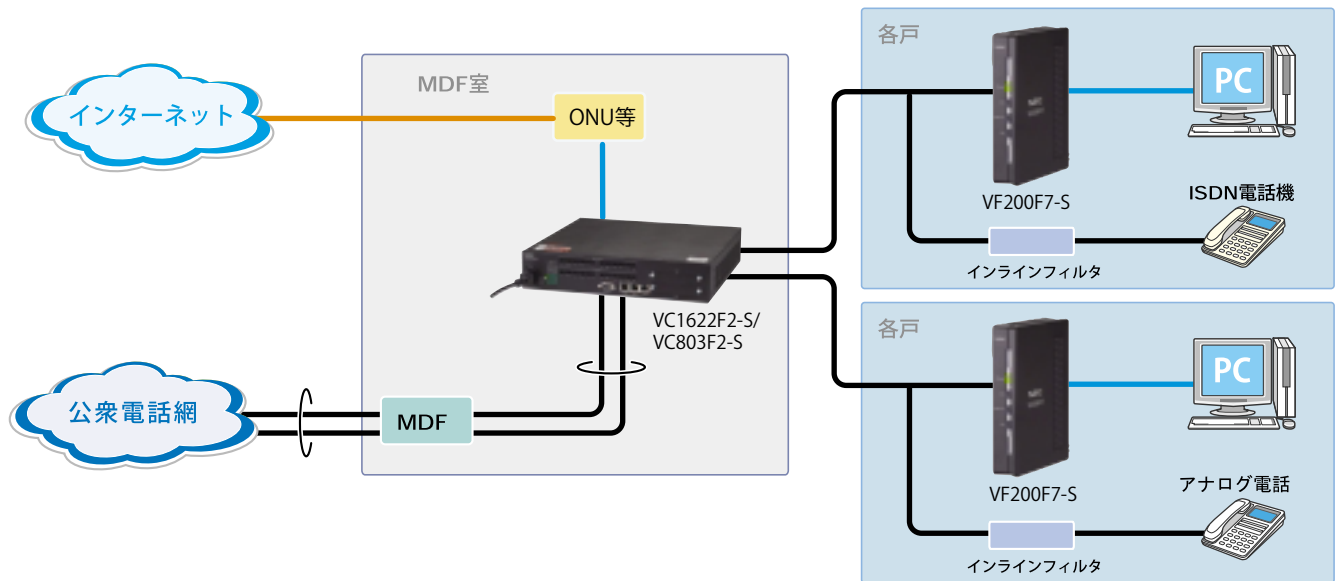 インターネット
公衆電話網
MDF室
ONU等
VC1622F2-S/
VC803F2-S
MDF
各戸
VF200F7-S
PC
ISDN電話機
インラインフィルタ
各戸
VF200F7-S
PC
アナログ電話
インラインフィルタ